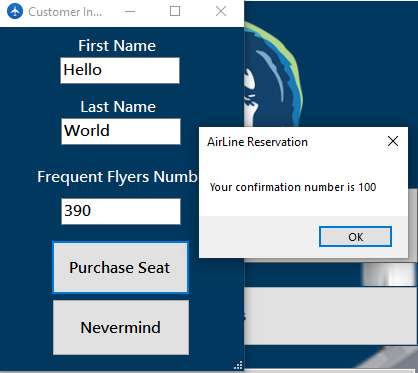 Customer In...
First Name
Hello
Last Name
World
Frequent Flyers Numb
390
Purchase Seat
Nevermind
AirLine Reservation
Your confirmation number is 100
OK